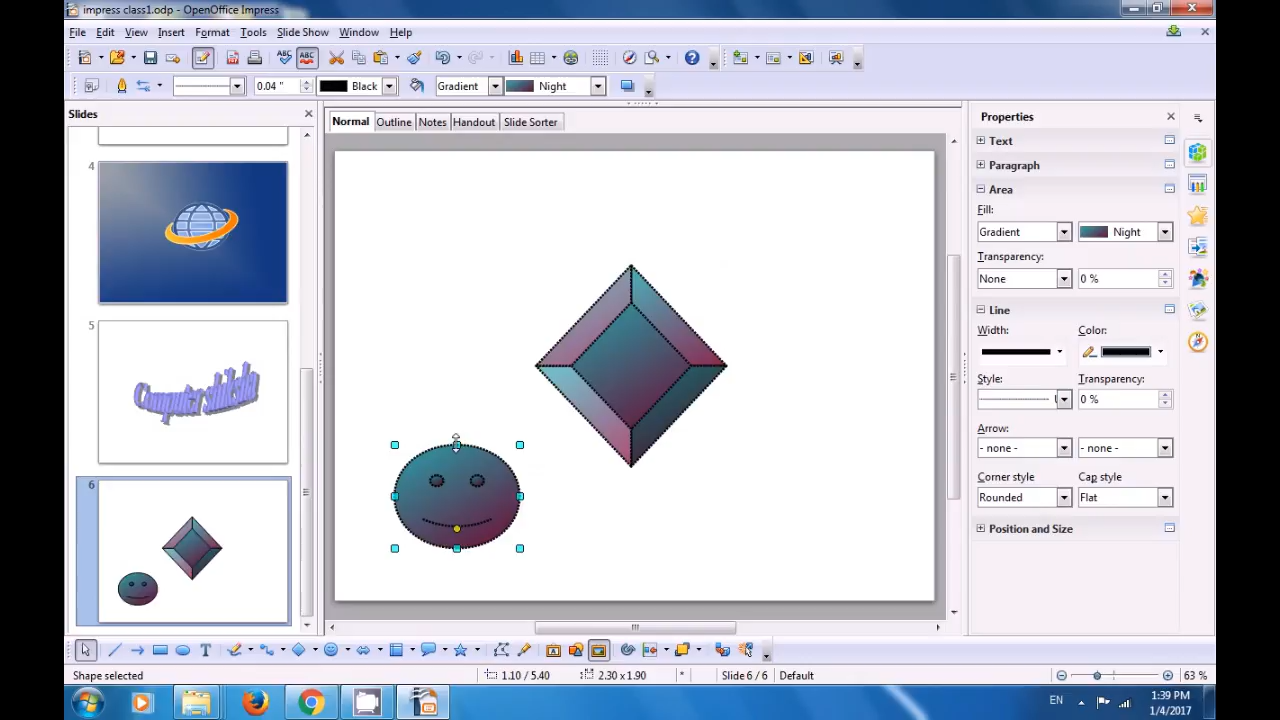 impress class1.odp - OpenOffice Impress
File Edit View Insert Format Tools Slide Show Window Help
0.04 " Black Gradient Night
Slides
Normal Outline Notes Handout Slide Sorter
4
5
Computer shiksha
6
Properties
Text
Paragraph
Area
Fill:
Gradient Night
Transparency:
None 0 %
Line
Width: Color:
Style: Transparency:
0 %
Arrow:
- none - - none -
Corner style Cap style
Rounded Flat
Position and Size
Shape selected 1.10 / 5.40 2.30 x 1.90 * Slide 6 / 6 Default 63 %
EN 1:39 PM
1/4/2017